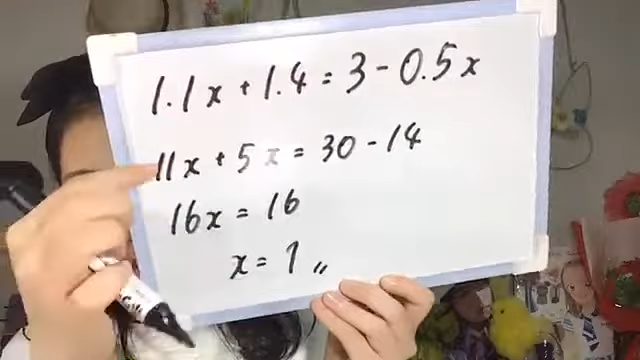 1.1x + 1.4 = 3 - 0.5x
11x + 5x = 30 - 14
16x = 16
x = 1 〃